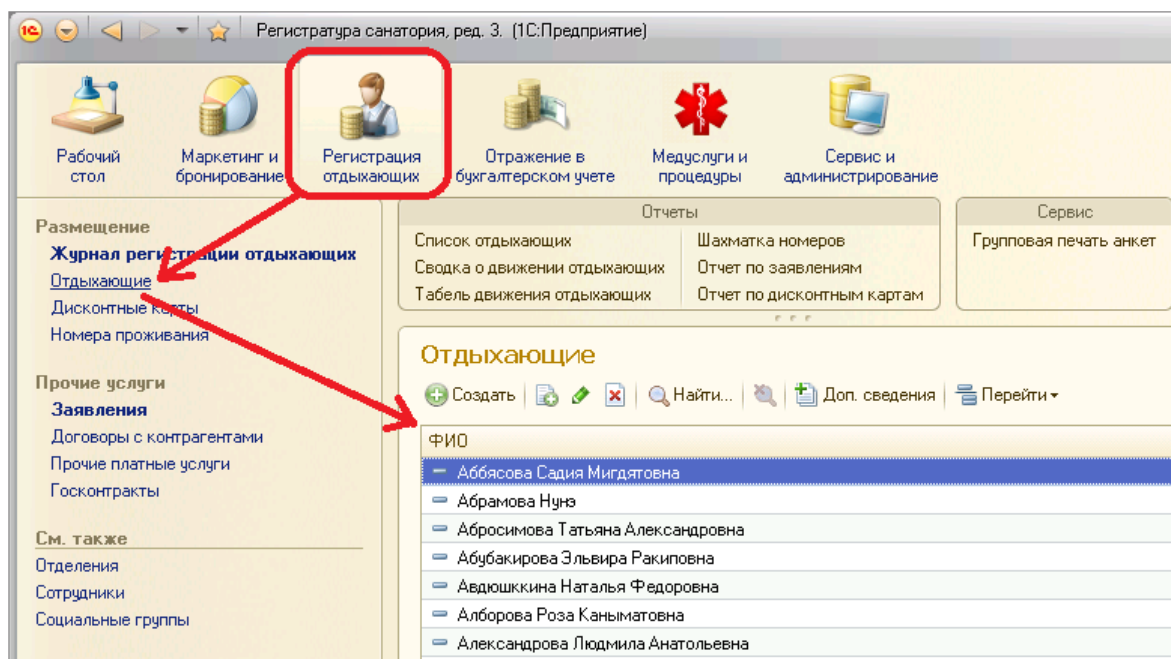 Регистратура санатория, ред. 3. (1С:Предприятие)
Рабочий стол
Маркетинг и бронирование
Регистрация отдыхающих
Отражение в бухгалтерском учете
Медуслуги и процедуры
Сервис и администрирование
Размещение
Журнал регистрации отдыхающих
Отдыхающие
Дисконтные карты
Номера проживания
Прочие услуги
Заявления
Договоры с контрагентами
Прочие платные услуги
Госконтракты
См. также
Отделения
Сотрудники
Социальные группы
Отчеты
Список отдыхающих
Шахматка номеров
Сводка о движении отдыхающих
Отчет по заявлениям
Табель движения отдыхающих
Отчет по дисконтным картам
Сервис
Групповая печать анкет
Отдыхающие
Создать
Найти...
Доп. сведения
Перейти
ФИО
Аббясова Садия Мигдятовна
Абрамова Нунэ
Абросимова Татьяна Александровна
Абубакирова Эльвира Ракиповна
Авдюшккина Наталья Федоровна
Алборова Роза Каныматовна
Александрова Людмила Анатольевна